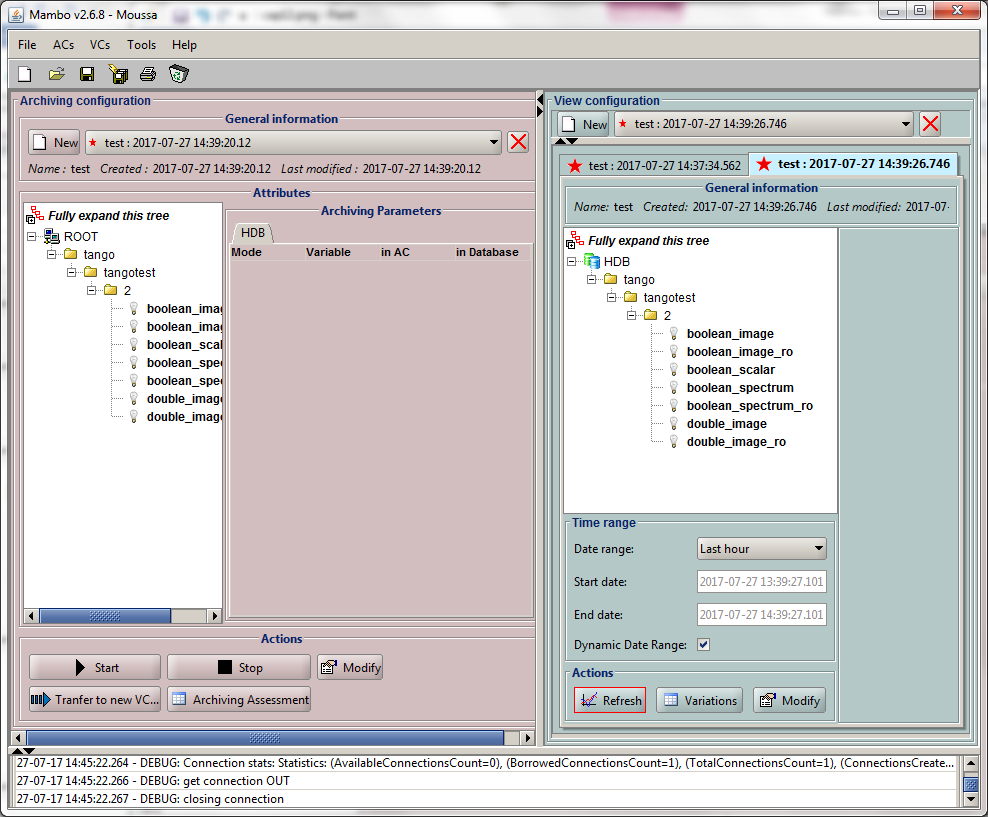 Mambo v2.6.8 - Moussa
File ACs VCs Tools Help
Archiving configuration
General information
New
test : 2017-07-27 14:39:20.12
Name : test Created : 2017-07-27 14:39:20.12 Last modified : 2017-07-27 14:39:20.12
Attributes
Fully expand this tree
ROOT
tango
tangotest
2
boolean_imag
boolean_imag
boolean_scal
boolean_spe
boolean_spe
double_imag
double_imag
Archiving Parameters
HDB
Mode Variable in AC in Database
Actions
Start Stop Modify
Tranfer to new VC... Archiving Assessment
View configuration
New
test : 2017-07-27 14:39:26.746
test : 2017-07-27 14:37:34.562 test : 2017-07-27 14:39:26.746
General information
Name: test Created: 2017-07-27 14:39:26.746 Last modified: 2017-07-
Fully expand this tree
HDB
tango
tangotest
2
boolean_image
boolean_image_ro
boolean_scalar
boolean_spectrum
boolean_spectrum_ro
double_image
double_image_ro
Time range
Date range: Last hour
Start date: 2017-07-27 13:39:27.101
End date: 2017-07-27 14:39:27.101
Dynamic Date Range:
Actions
Refresh Variations Modify
27-07-17 14:45:22.264 - DEBUG: Connection stats: Statistics: (AvailableConnectionsCount=0), (BorrowedConnectionsCount=1), (TotalConnectionsCount=1), (ConnectionsCreate...
27-07-17 14:45:22.266 - DEBUG: get connection OUT
27-07-17 14:45:22.267 - DEBUG: closing connection